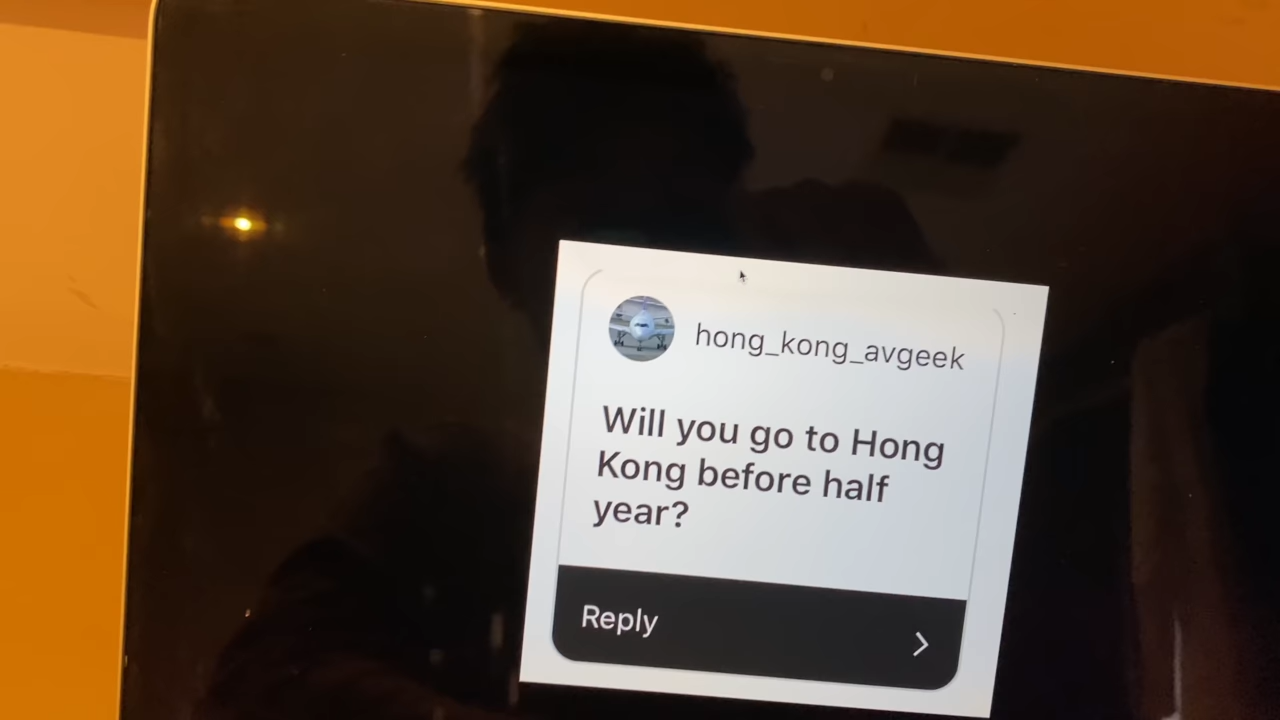 hong_kong_avgeek
Will you go to Hong
Kong before half
year?
Reply